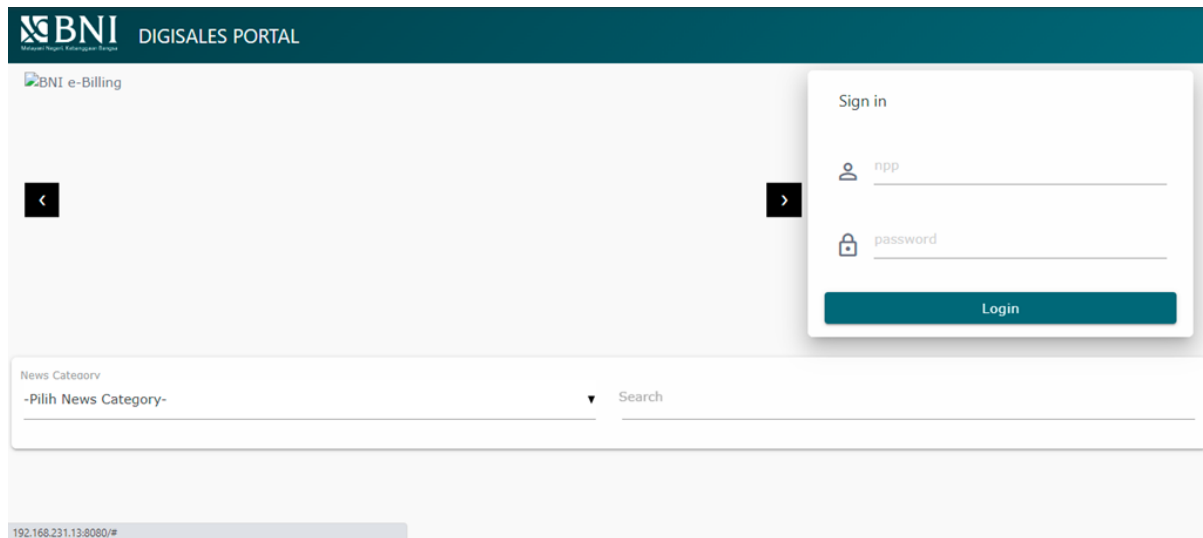 BNI
Melayani Negeri, Kebanggaan Bangsa
DIGISALES PORTAL
BNI e-Billing
Sign in
npp
password
Login
News Category
-Pilih News Category-
Search
192.168.231.13:8080/#